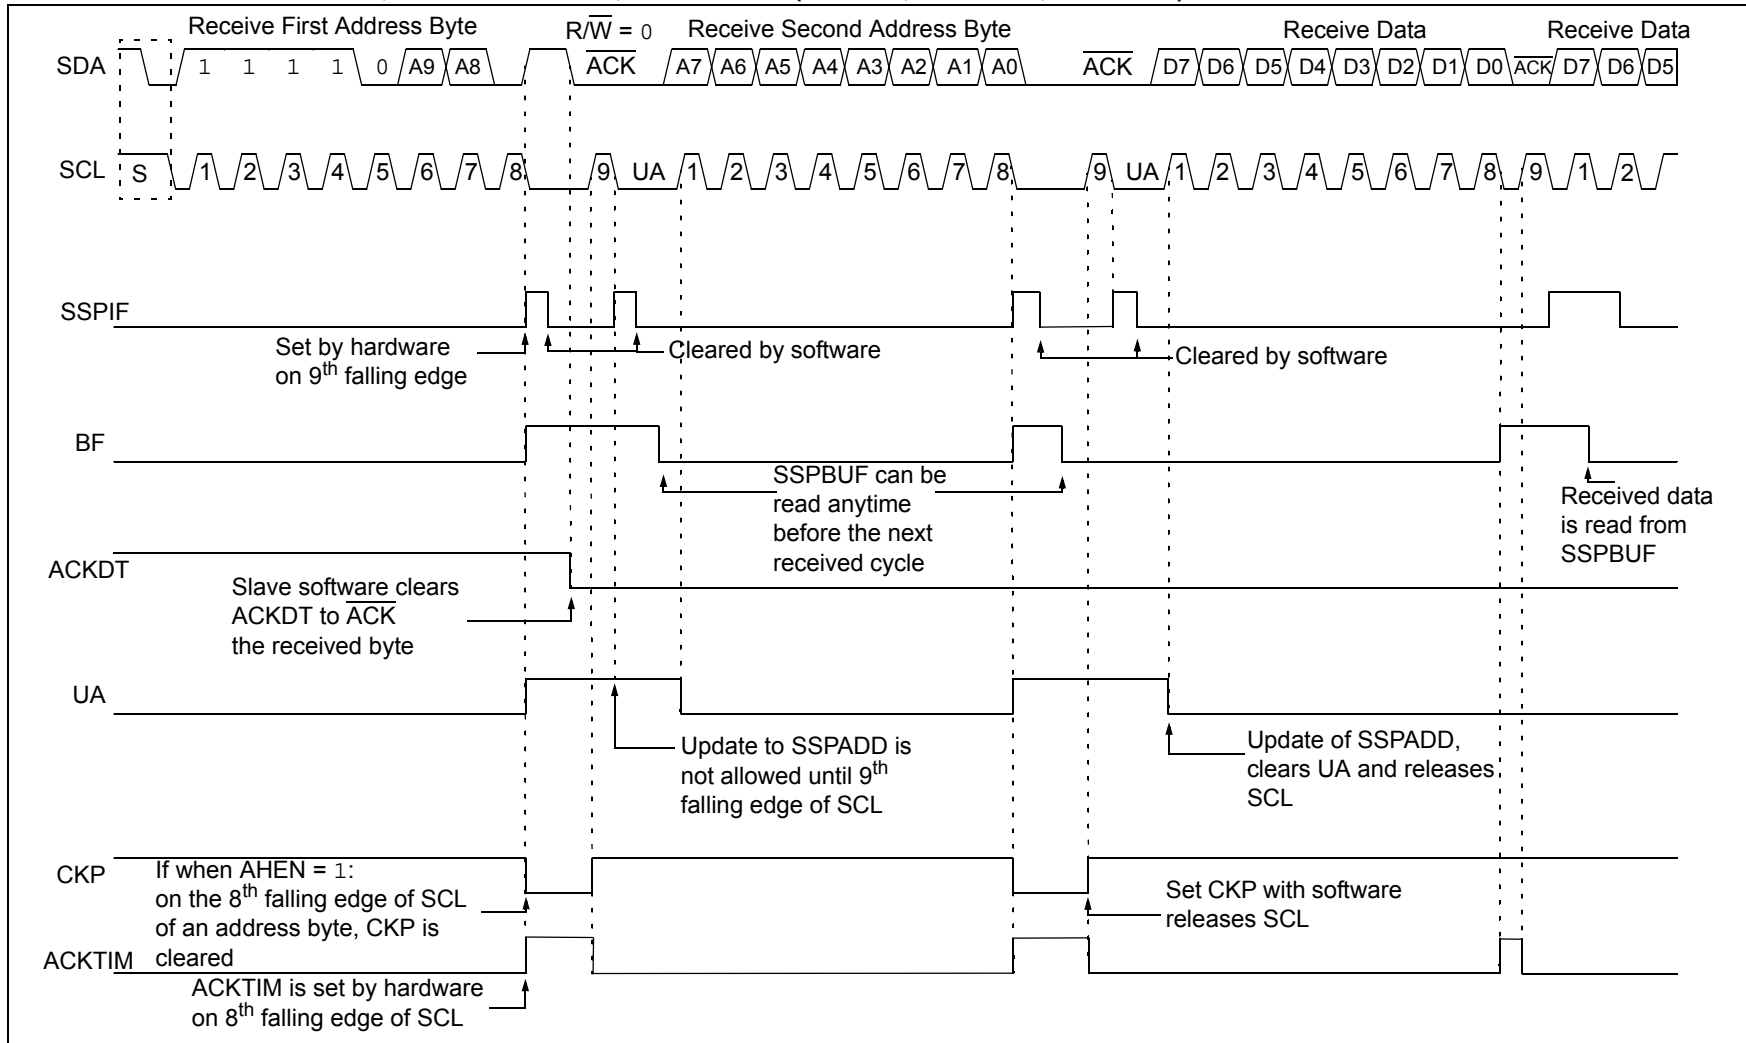 Receive First Address Byte R/W = 0 Receive Second Address Byte Receive Data Receive Data
SDA 1 1 1 1 0 A9 A8 ACK A7 A6 A5 A4 A3 A2 A1 A0 ACK D7 D6 D5 D4 D3 D2 D1 D0 ACK D7 D6 D5
SCL S 1 2 3 4 5 6 7 8 9 UA 1 2 3 4 5 6 7 8 9 UA 1 2 3 4 5 6 7 8 9 1 2
SSPIF
Set by hardware
on 9th falling edge
Cleared by software
Cleared by software
BF
SSPBUF can be
read anytime
before the next
received cycle
Received data
is read from
SSPBUF
ACKDT
Slave software clears
ACKDT to ACK
the received byte
UA
Update to SSPADD is
not allowed until 9th
falling edge of SCL
Update of SSPADD,
clears UA and releases
SCL
CKP
If when AHEN = 1:
on the 8th falling edge of SCL
of an address byte, CKP is
cleared
Set CKP with software
releases SCL
ACKTIM
ACKTIM is set by hardware
on 8th falling edge of SCL